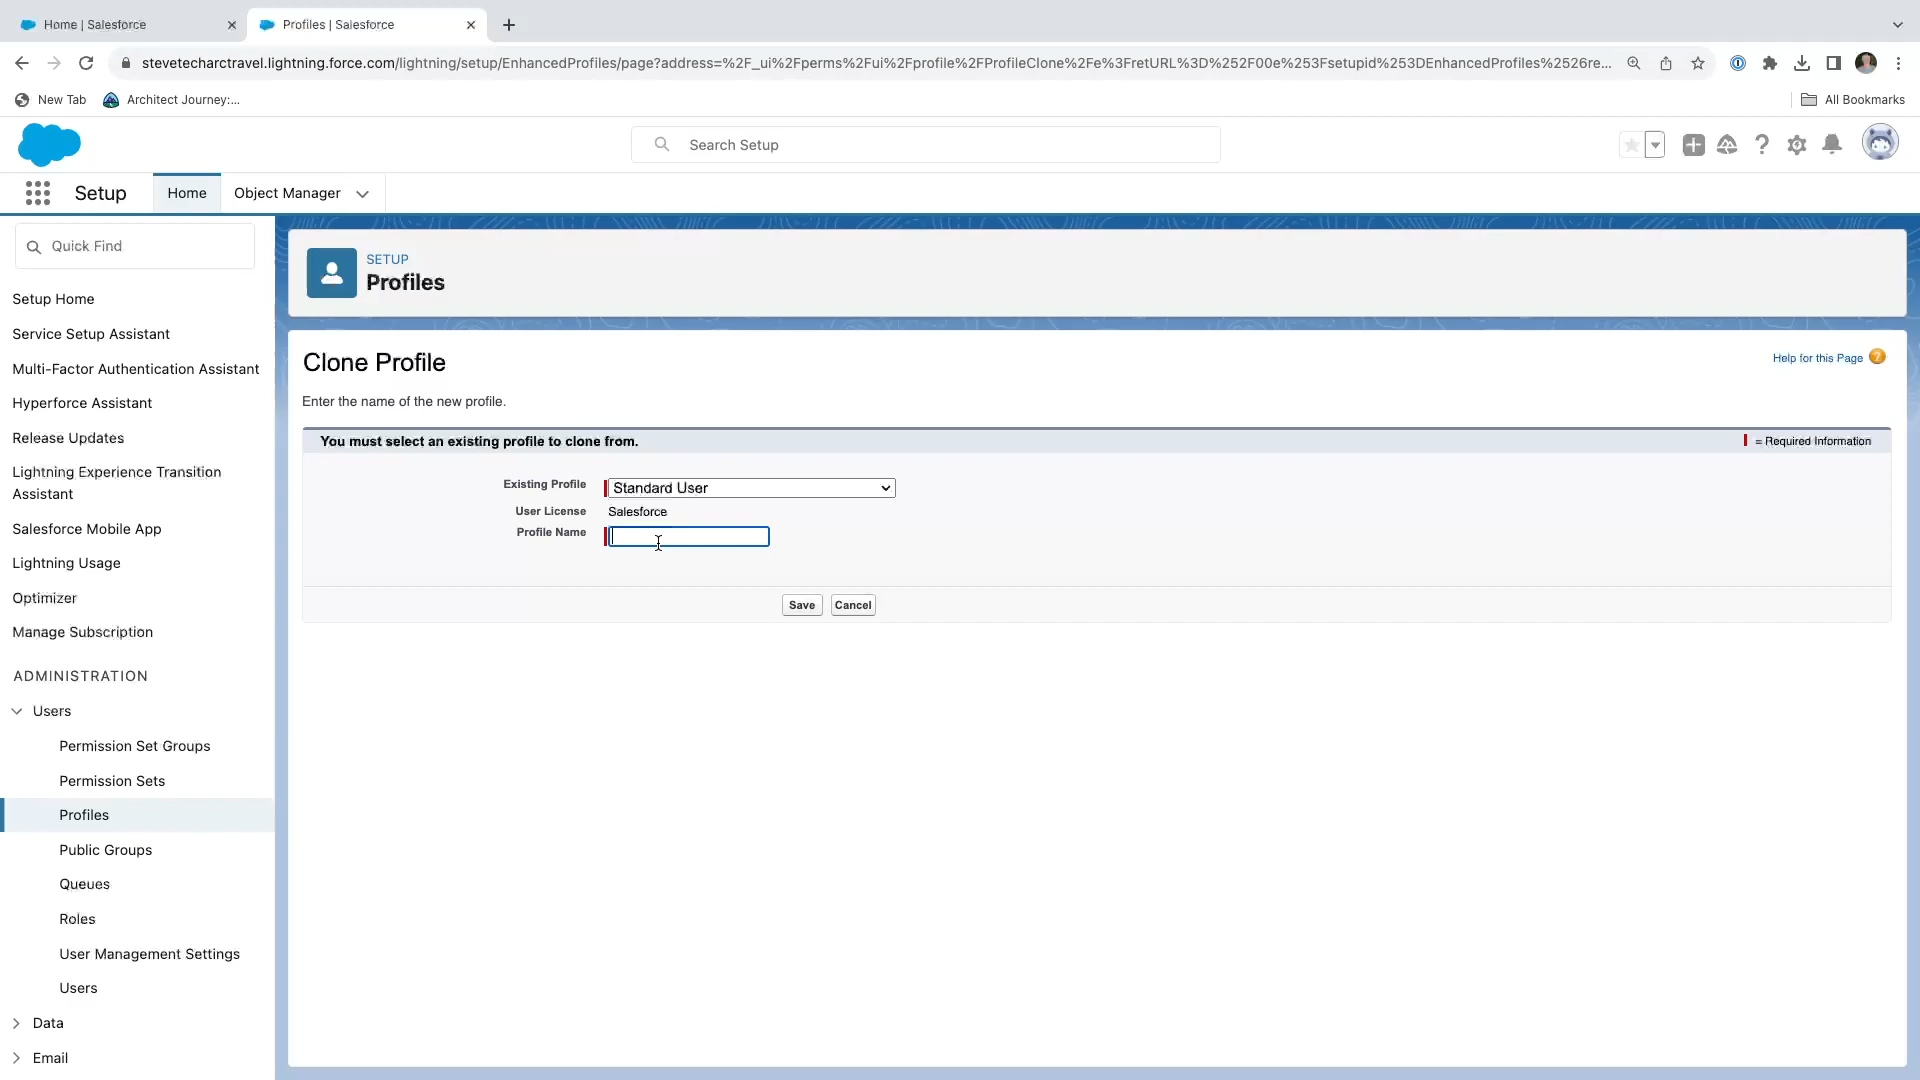 Home | Salesforce
Profiles | Salesforce
stevetecharctravel.lightning.force.com/lightning/setup/EnhancedProfiles/page?address=%2F_ui%2Fperms%2Fui%2Fprofile%2FProfileClone%2Fe%3FretURL%3D%252F00e%253Fsetupid%253DEnhancedProfiles%2526re...
New Tab
Architect Journey:...
All Bookmarks
Search Setup
Setup
Home
Object Manager
Quick Find
Setup Home
Service Setup Assistant
Multi-Factor Authentication Assistant
Hyperforce Assistant
Release Updates
Lightning Experience Transition
Assistant
Salesforce Mobile App
Lightning Usage
Optimizer
Manage Subscription
ADMINISTRATION
Users
Permission Set Groups
Permission Sets
Profiles
Public Groups
Queues
Roles
User Management Settings
Users
Data
Email
SETUP
Profiles
Clone Profile
Help for this Page
Enter the name of the new profile.
You must select an existing profile to clone from.
= Required Information
Existing Profile
Standard User
User License
Salesforce
Profile Name
Save
Cancel